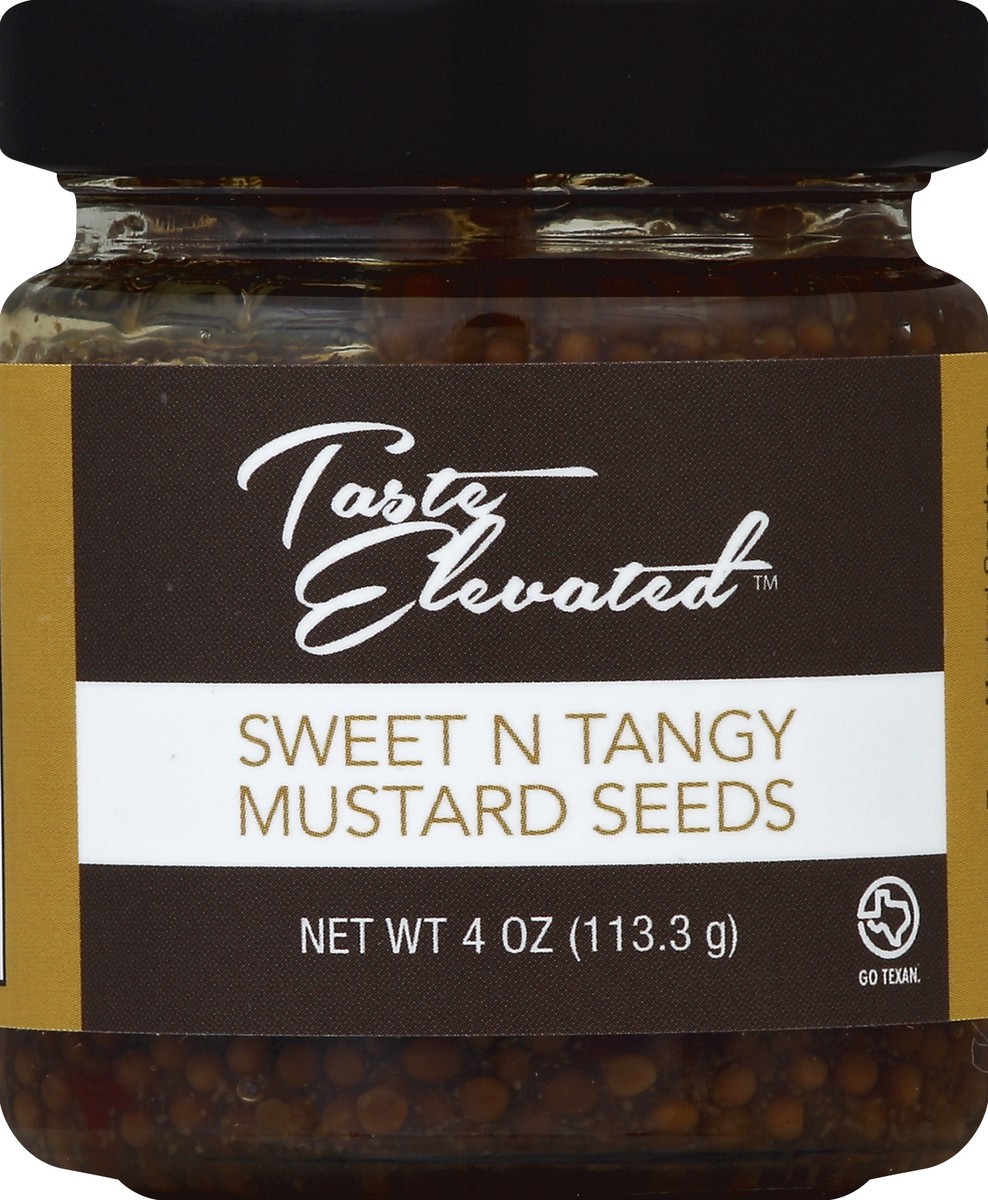 Taste
Elevated™
SWEET N TANGY
MUSTARD SEEDS
NET WT 4 OZ (113.3 g)
GO TEXAN.